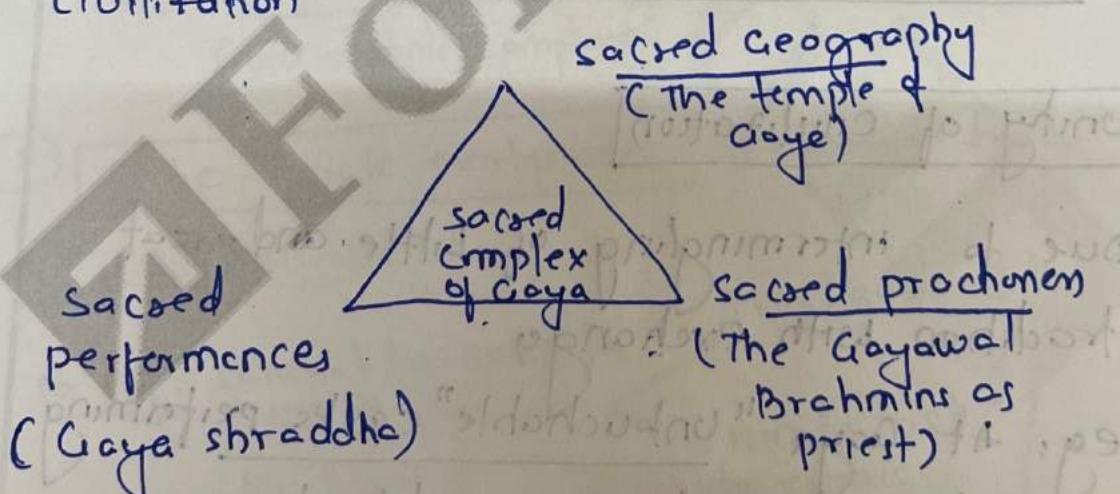 civilization
sacred Geography
(The temple of
Gaye)
sacred
complex
of Gaya
sacred
performances
(Gaya shraddha)
sacred prachonen
(The Gayawal
Brahmins as
priest)